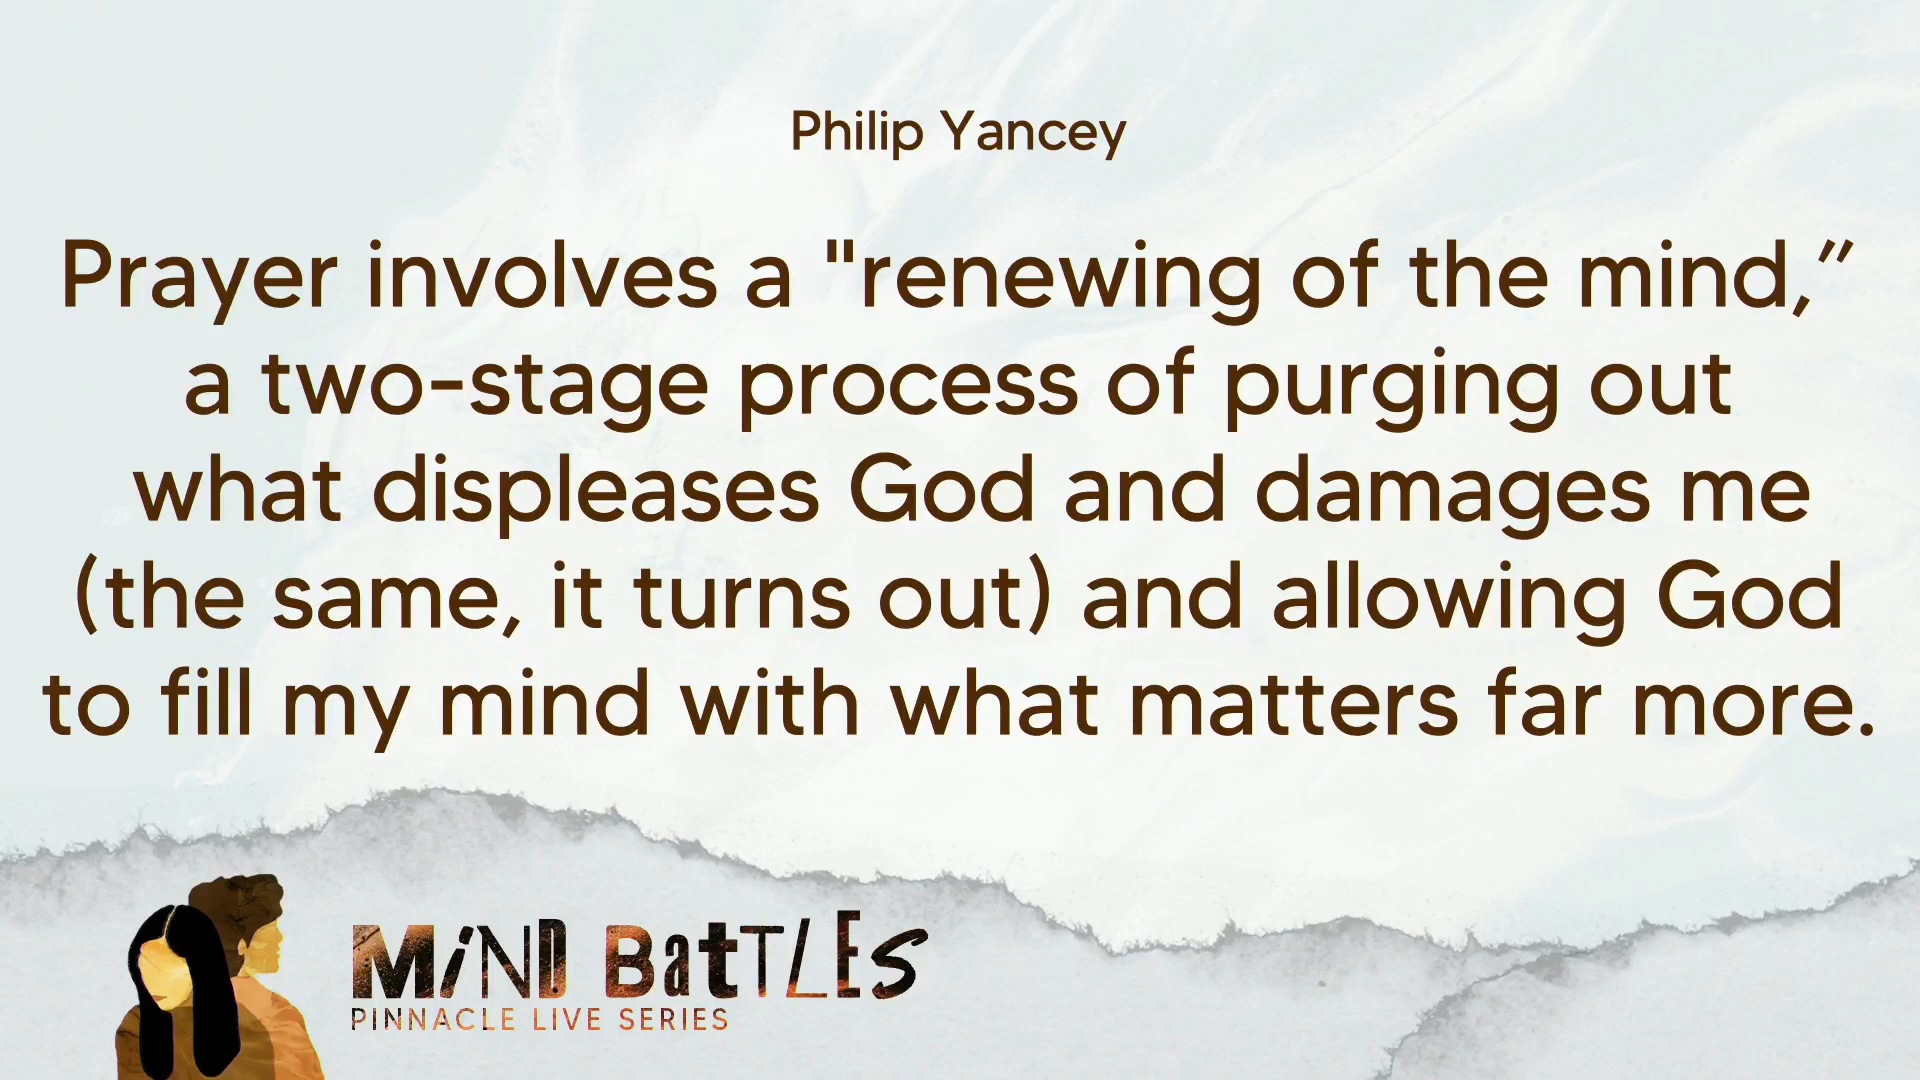 Philip Yancey
Prayer involves a "renewing of the mind,”
a two-stage process of purging out
what displeases God and damages me
(the same, it turns out) and allowing God
to fill my mind with what matters far more.
MiND BatTLES
PINNACLE LIVE SERIES